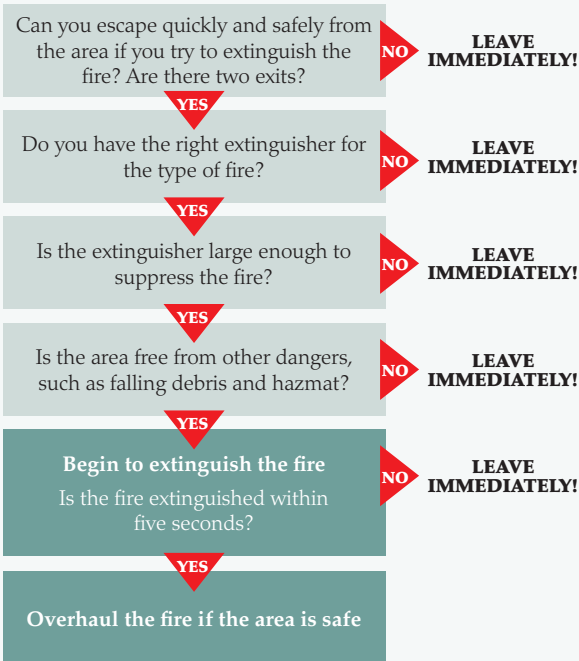 Can you escape quickly and safely from
the area if you try to extinguish the
fire? Are there two exits?
NO
LEAVE
IMMEDIATELY!
YES
Do you have the right extinguisher for
the type of fire?
NO
LEAVE
IMMEDIATELY!
YES
Is the extinguisher large enough to
suppress the fire?
NO
LEAVE
IMMEDIATELY!
YES
Is the area free from other dangers,
such as falling debris and hazmat?
NO
LEAVE
IMMEDIATELY!
YES
Begin to extinguish the fire
Is the fire extinguished within
five seconds?
NO
LEAVE
IMMEDIATELY!
YES
Overhaul the fire if the area is safe